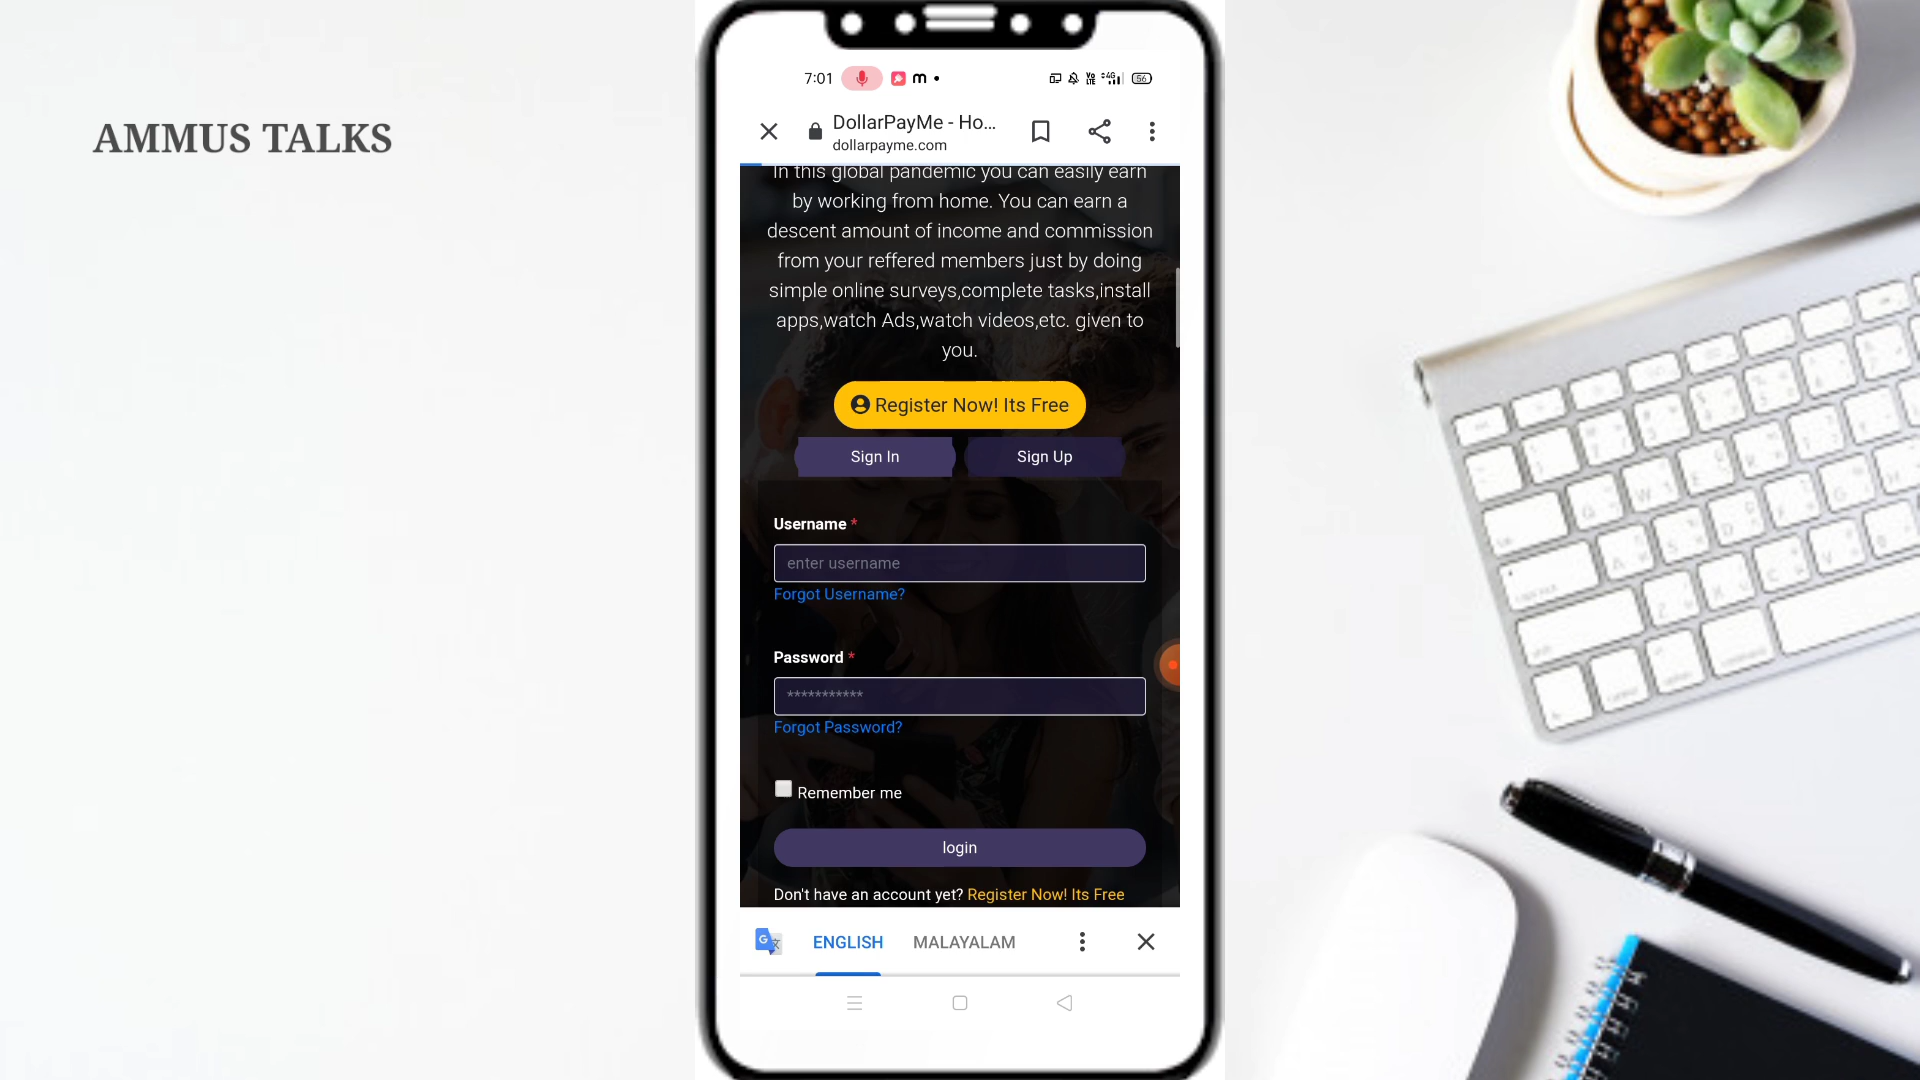 AMMUS TALKS
7:01
56
DollarPayMe - Ho...
dollarpayme.com
In this global pandemic you can easily earn
by working from home. You can earn a
descent amount of income and commission
from your reffered members just by doing
simple online surveys,complete tasks,install
apps,watch Ads,watch videos,etc. given to
you.
Register Now! Its Free
Sign In Sign Up
Username *
enter username
Forgot Username?
Password *
***********
Forgot Password?
Remember me
login
Don't have an account yet? Register Now! Its Free
ENGLISH MALAYALAM